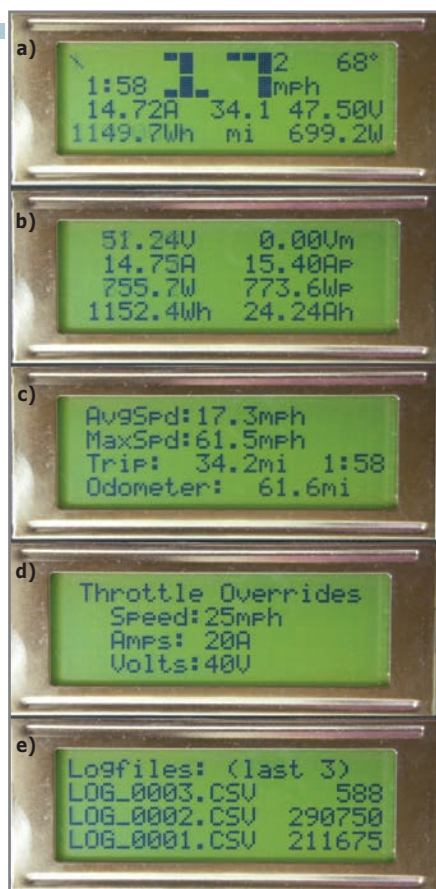 a)
\ 17 2 68°
1:58 mph
14.72A 34.1 47.50V
1149.7Wh mi 699.2W
b)
51.24V 0.00Vm
14.75A 15.40Ap
755.7W 773.6Wp
1152.4Wh 24.24Ah
c)
AvgSpd:17.3mph
MaxSpd:61.5mph
Trip: 34.2mi 1:58
Odometer: 61.6mi
d)
Throttle Overrides
Speed:25mph
Amps: 20A
Volts:40V
e)
Logfiles: (last 3)
LOG_0003.CSV 588
LOG_0002.CSV 290750
LOG_0001.CSV 211675